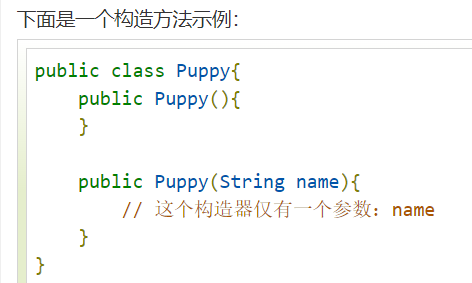 下面是一个构造方法示例:
public class Puppy{
    public Puppy(){
    }

    public Puppy(String name){
        // 这个构造器仅有一个参数：name
    }
}